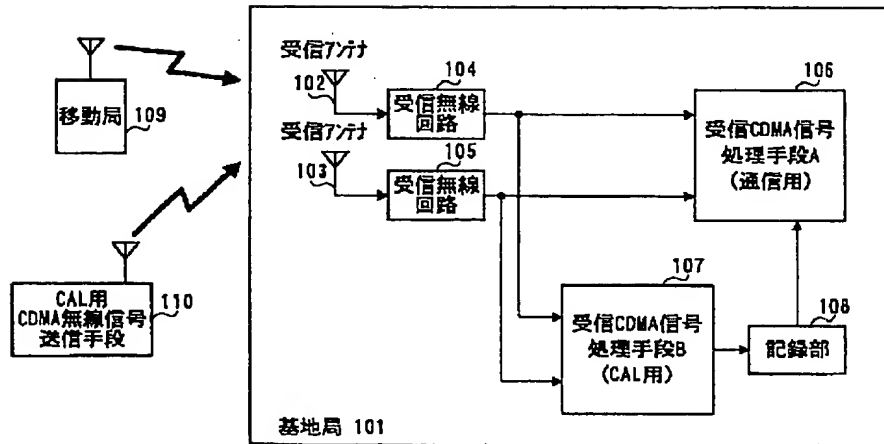 受信アンテナ
102
104
受信無線
回路
受信アンテナ
103
105
受信無線
回路
106
受信CDMA信号
処理手段A
(通信用)
移動局
109
CAL用
CDMA無線信号
送信手段
110
107
受信CDMA信号
処理手段B
(CAL用)
108
記録部
基地局 101